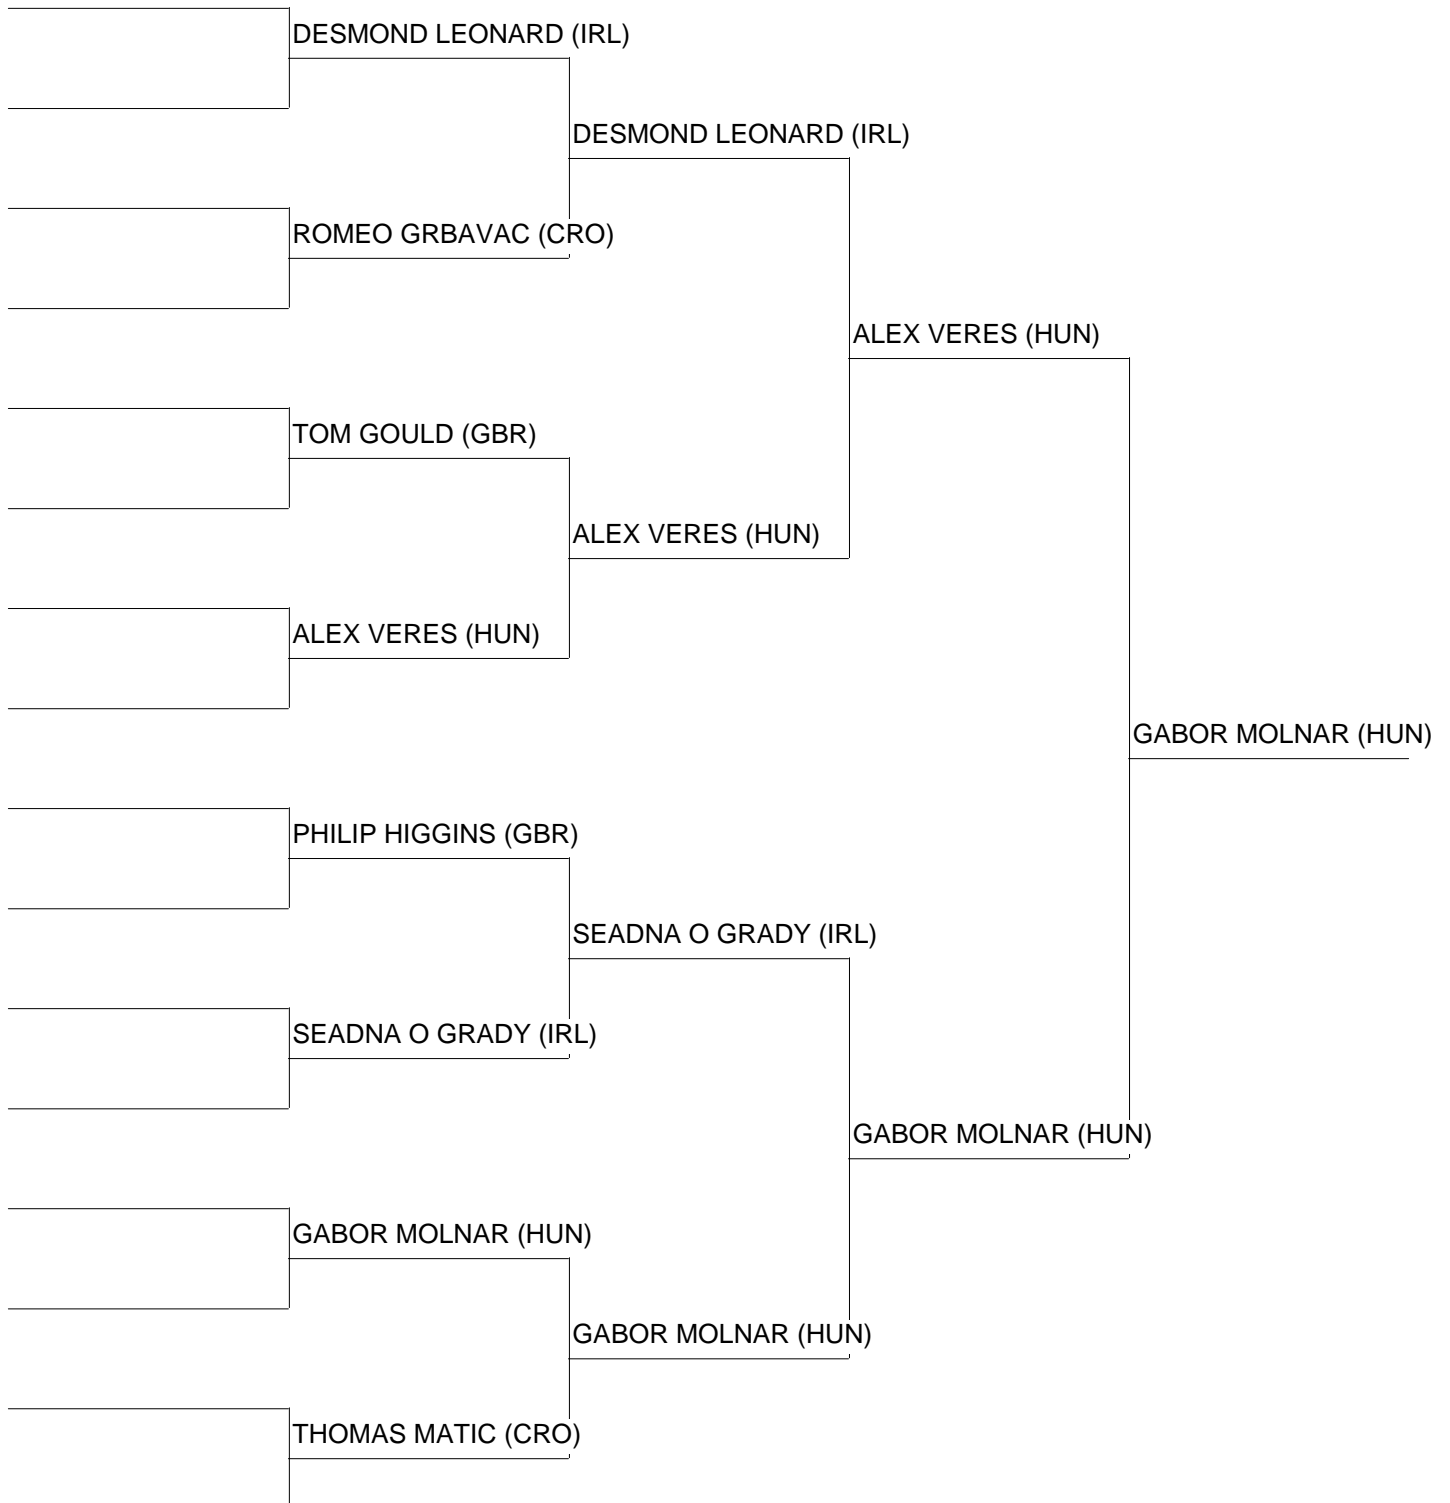 DESMOND LEONARD (IRL)
DESMOND LEONARD (IRL)
ROMEO GRBAVAC (CRO)
ALEX VERES (HUN)
TOM GOULD (GBR)
ALEX VERES (HUN)
ALEX VERES (HUN)
GABOR MOLNAR (HUN)
PHILIP HIGGINS (GBR)
SEADNA O GRADY (IRL)
SEADNA O GRADY (IRL)
GABOR MOLNAR (HUN)
GABOR MOLNAR (HUN)
GABOR MOLNAR (HUN)
THOMAS MATIC (CRO)